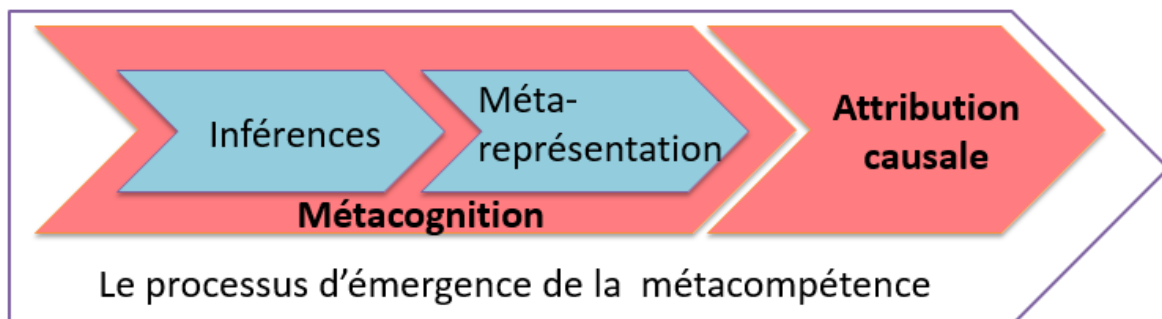 Inférences
Méta-
représentation
Métacognition
Attribution
causale
Le processus d’émergence de la  métacompétence